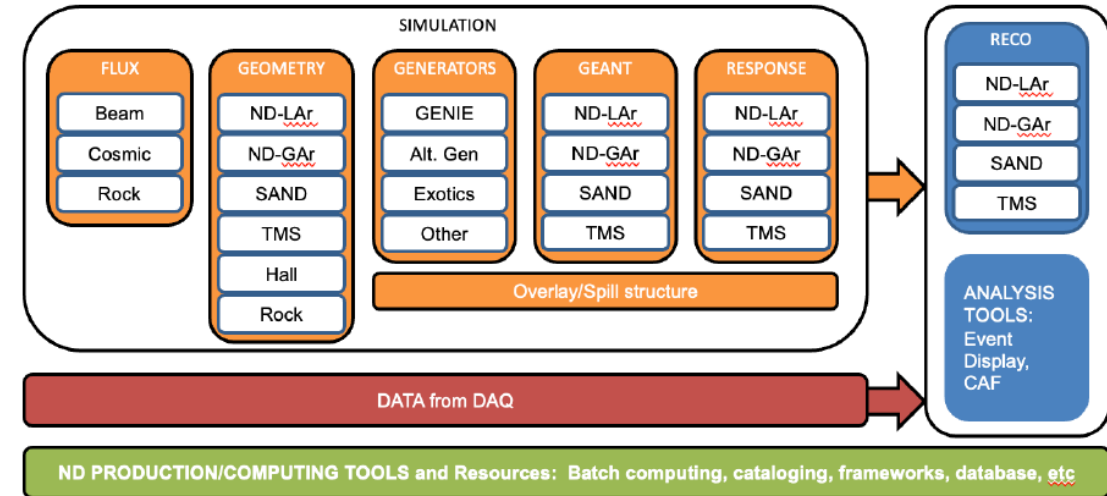 SIMULATION
FLUX
Beam
Cosmic
Rock
GEOMETRY
ND-LAr
ND-GAr
SAND
TMS
Hall
Rock
GENERATORS
GENIE
Alt. Gen
Exotics
Other
GEANT
ND-LAr
ND-GAr
SAND
TMS
RESPONSE
ND-LAr
ND-GAr
SAND
TMS
Overlay/Spill structure
RECO
ND-LAr
ND-GAr
SAND
TMS
ANALYSIS
TOOLS:
Event
Display,
CAF
DATA from DAQ
ND PRODUCTION/COMPUTING TOOLS and Resources: Batch computing, cataloging, frameworks, database, etc